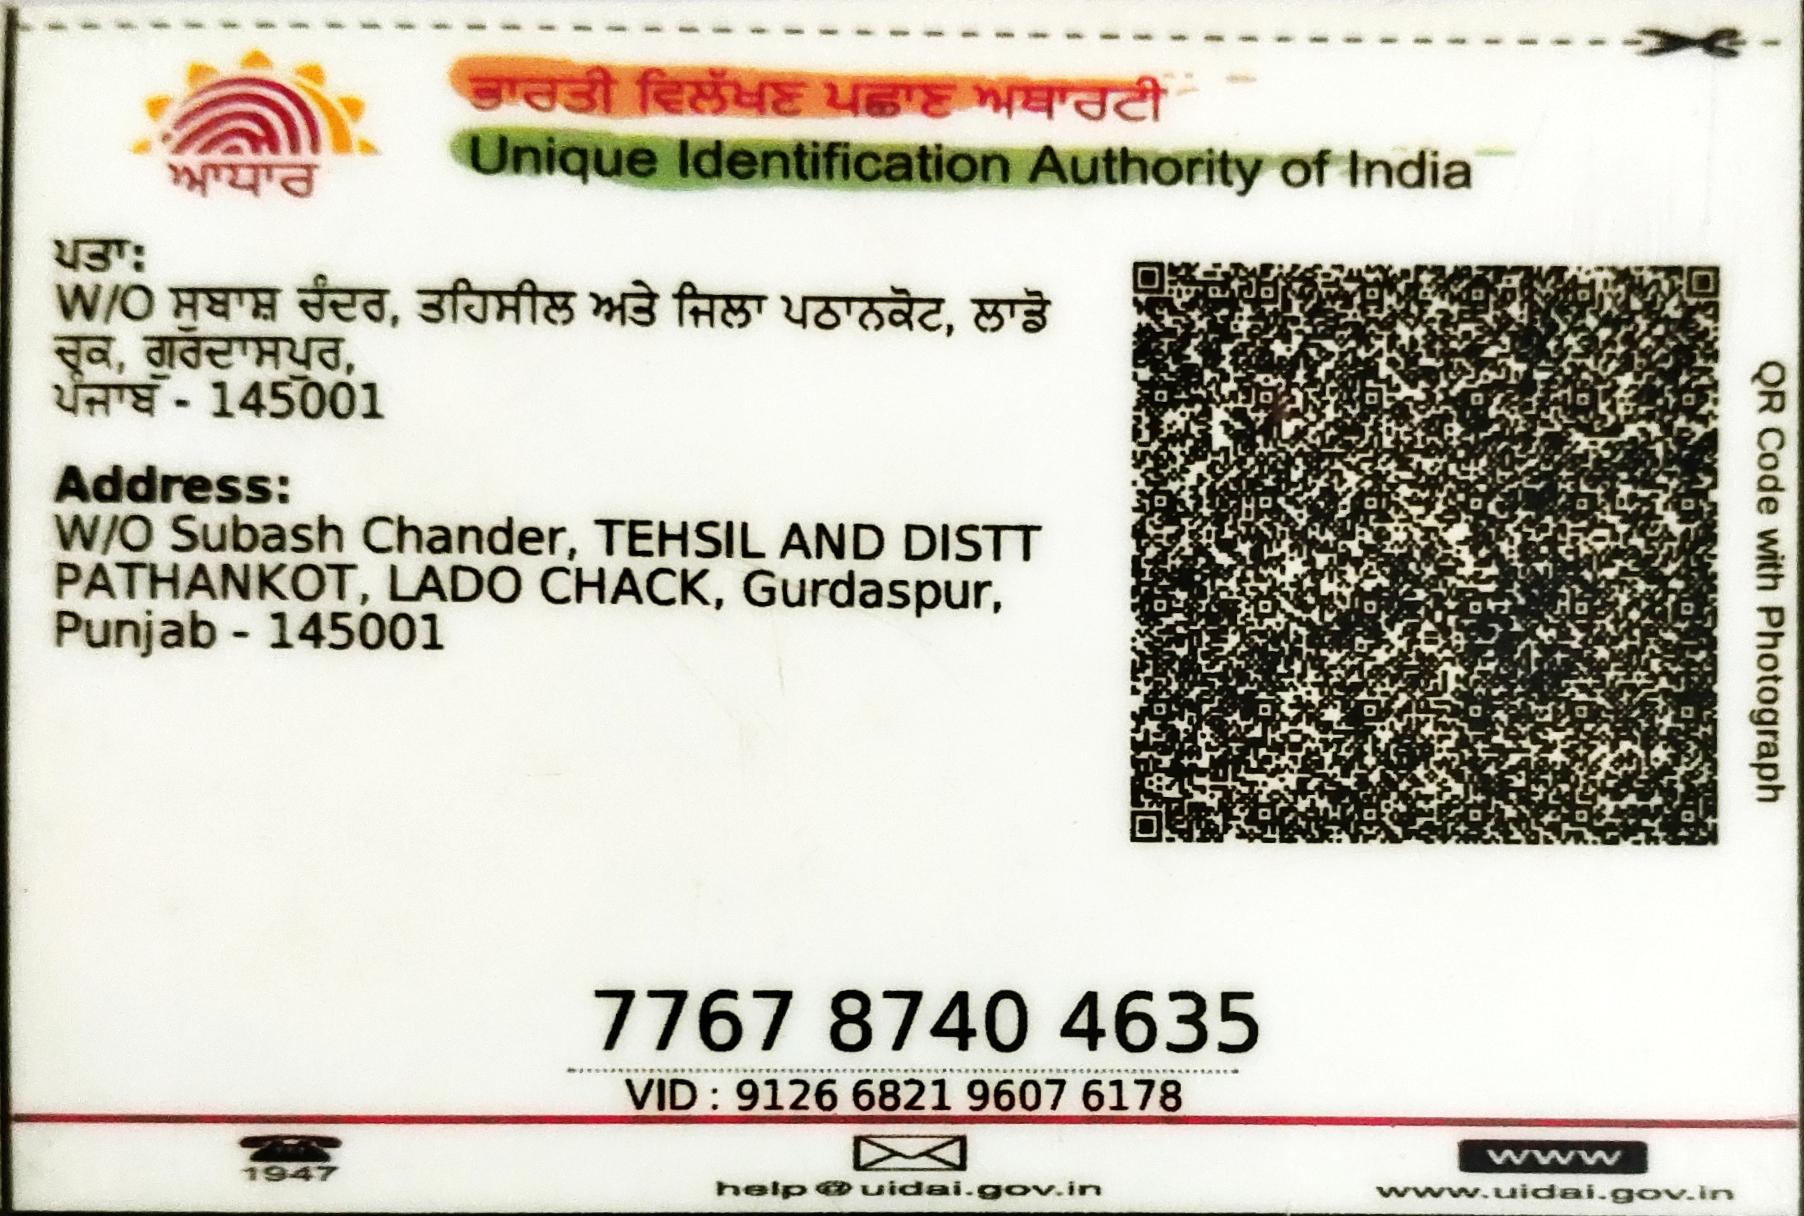 ਆਧਾਰ
ਭਾਰਤੀ ਵਿਲੱਖਣ ਪਛਾਣ ਅਥਾਰਟੀ
Unique Identification Authority of India
ਪਤਾ:
W/O ਸੁਬਾਸ਼ ਚੰਦਰ, ਤਹਿਸੀਲ ਅਤੇ ਜਿਲਾ ਪਠਾਨਕੋਟ, ਲਾਡੋ
ਚੱਕ, ਗੁਰਦਾਸਪੁਰ,
ਪੰਜਾਬ - 145001
Address:
W/O Subash Chander, TEHSIL AND DISTT
PATHANKOT, LADO CHACK, Gurdaspur,
Punjab - 145001
QR Code with Photograph
7767 8740 4635
VID : 9126 6821 9607 6178
1947
help@uidai.gov.in
www
www.uidai.gov.in